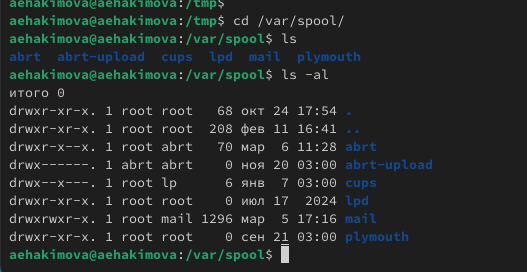 aehakimova@aehakimova:/tmp$
aehakimova@aehakimova:/tmp$ cd /var/spool/
aehakimova@aehakimova:/var/spool$ ls
abrt  abrt-upload  cups  lpd  mail  plymouth
aehakimova@aehakimova:/var/spool$ ls -al
итого 0
drwxr-xr-x. 1 root root   68 окт 24 17:54 .
drwxr-xr-x. 1 root root  208 фев 11 16:41 ..
drwxr-x--x. 1 root abrt   70 мар  6 11:28 abrt
drwx------. 1 abrt abrt    0 ноя 20 03:00 abrt-upload
drwx--x---. 1 root lp      6 янв  7 03:00 cups
drwxr-xr-x. 1 root root    0 июл 17  2024 lpd
drwxrwxr-x. 1 root mail 1296 мар  5 17:16 mail
drwxr-xr-x. 1 root root    0 сен 21 03:00 plymouth
aehakimova@aehakimova:/var/spool$